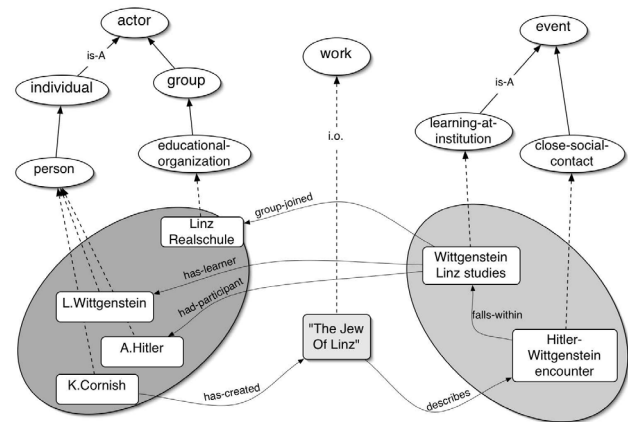 actor
event
work
is-A
group
individual
is-A
learning-at-
institution
i.o.
educational-
organization
close-social-
contact
person
group-joined
Linz
Realschule
has-learner
Wittgenstein
Linz studies
had-participant
L.Wittgenstein
falls-within
"The Jew
Of Linz"
A.Hitler
Hitler-
Wittgenstein
encounter
K.Cornish
has-created
describes